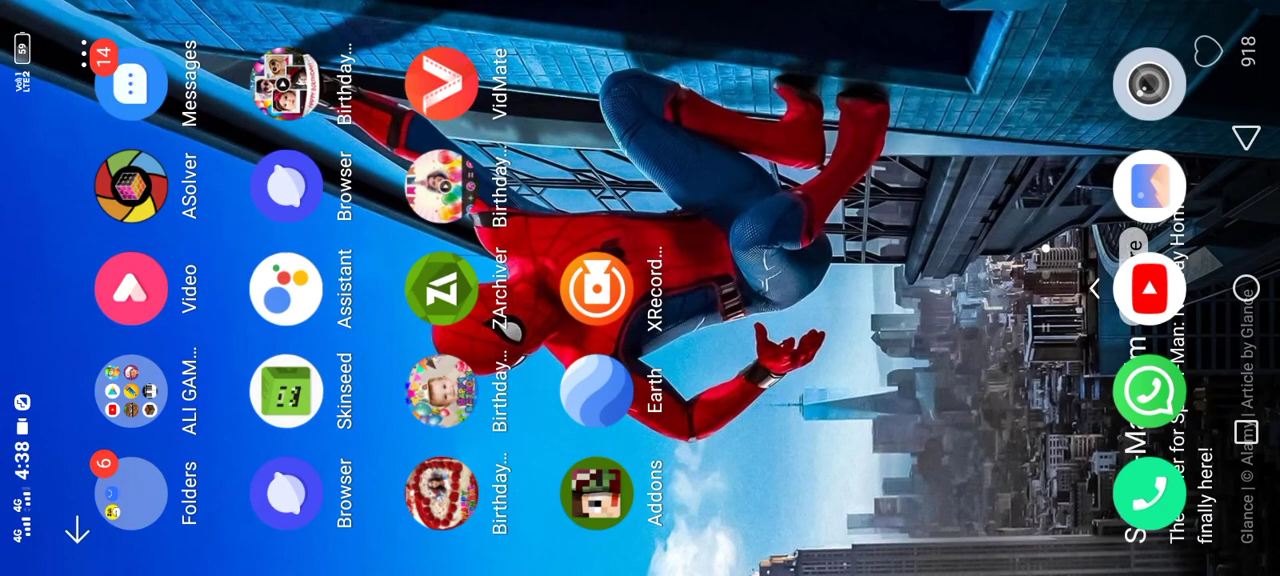 4G 4G 4:38
Vo)) 1
LTE2 59
Folders
6
ALI GAM...
Video
ASolver
Messages
14
Browser
Skinseed
Assistant
Browser
Birthday...
Birthday...
Birthday...
ZArchiver
Birthday...
VidMate
Addons
Earth
XRecord...
finally here!
Glance | © Alamy | Article by Glance
918